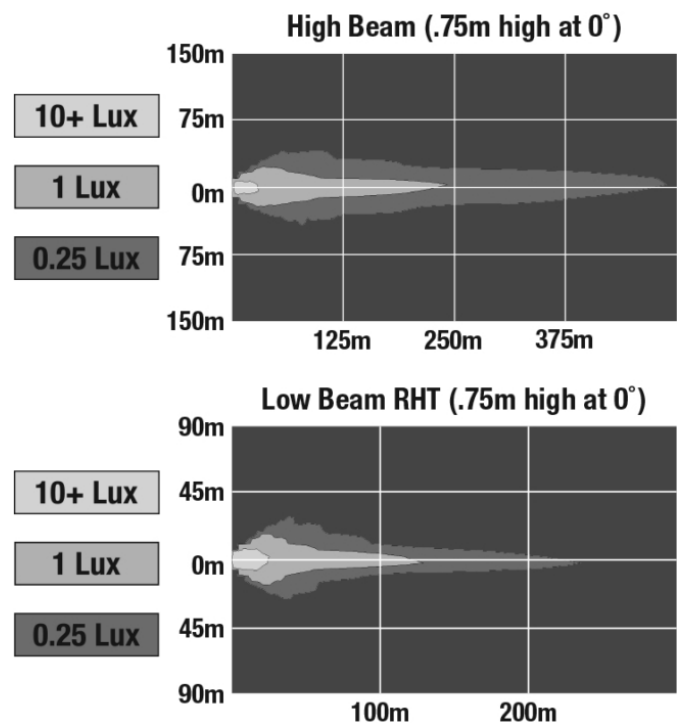 High Beam (.75m high at 0˚)
150m
75m
0m
75m
150m
10+ Lux
1 Lux
0.25 Lux
125m 250m 375m
Low Beam RHT (.75m high at 0˚)
90m
45m
0m
45m
90m
10+ Lux
1 Lux
0.25 Lux
100m 200m